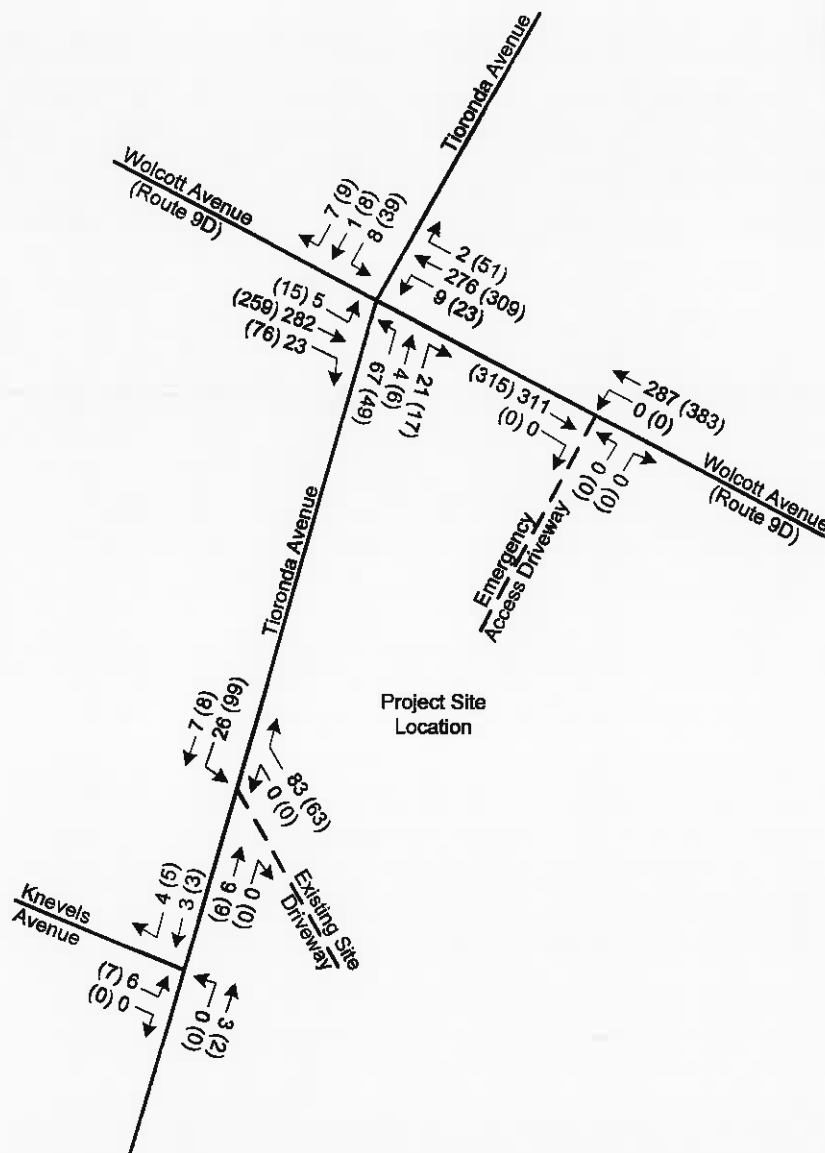 Tioronda Avenue
Wolcott Avenue
(Route 9D)
7 (9)
1 (8)
8 (39)
2 (51)
276 (309)
9 (23)
(15) 5
(259) 282
(76) 23
67 (49)
4 (6)
21 (17)
(315) 311
(0) 0
287 (383)
0 (0)
0 (0)
0 (0)
Wolcott Avenue
(Route 9D)
Emergency
Access Driveway
Tioronda Avenue
Project Site
Location
7 (8)
26 (99)
83 (63)
0 (0)
9 (9)
0 (0)
Existing Site
Driveway
Knevels
Avenue
4 (5)
3 (3)
(7) 6
(0) 0
0 (0)
3 (2)